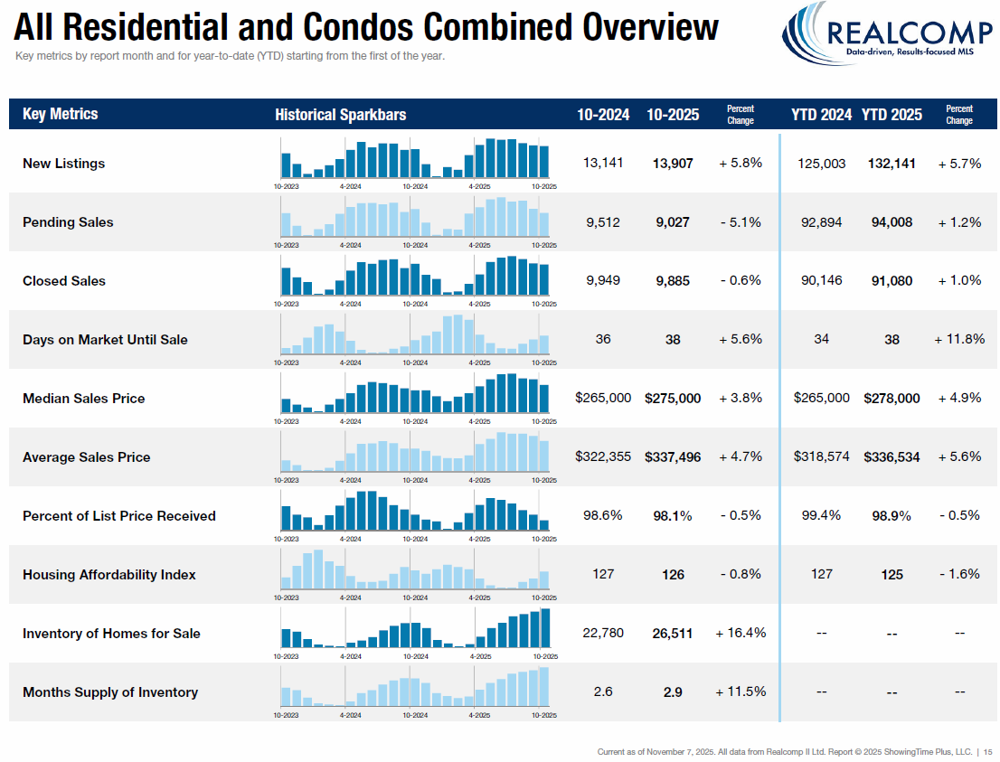 All Residential and Condos Combined Overview
Key metrics by report month and for year-to-date (YTD) starting from the first of the year.
REALCOMP
Data-driven, Results-focused MLS
Key Metrics Historical Sparkbars 10-2024 10-2025 Percent Change YTD 2024 YTD 2025 Percent Change
New Listings 13,141 13,907 + 5.8% 125,003 132,141 + 5.7%
10-2023 4-2024 10-2024 4-2025 10-2025
Pending Sales 9,512 9,027 - 5.1% 92,894 94,008 + 1.2%
10-2023 4-2024 10-2024 4-2025 10-2025
Closed Sales 9,949 9,885 - 0.6% 90,146 91,080 + 1.0%
10-2023 4-2024 10-2024 4-2025 10-2025
Days on Market Until Sale 36 38 + 5.6% 34 38 + 11.8%
10-2023 4-2024 10-2024 4-2025 10-2025
Median Sales Price $265,000 $275,000 + 3.8% $265,000 $278,000 + 4.9%
10-2023 4-2024 10-2024 4-2025 10-2025
Average Sales Price $322,355 $337,496 + 4.7% $318,574 $336,534 + 5.6%
10-2023 4-2024 10-2024 4-2025 10-2025
Percent of List Price Received 98.6% 98.1% - 0.5% 99.4% 98.9% - 0.5%
10-2023 4-2024 10-2024 4-2025 10-2025
Housing Affordability Index 127 126 - 0.8% 127 125 - 1.6%
10-2023 4-2024 10-2024 4-2025 10-2025
Inventory of Homes for Sale 22,780 26,511 + 16.4% -- -- --
10-2023 4-2024 10-2024 4-2025 10-2025
Months Supply of Inventory 2.6 2.9 + 11.5% -- -- --
10-2023 4-2024 10-2024 4-2025 10-2025
Current as of November 7, 2025. All data from Realcomp II Ltd. Report © 2025 ShowingTime Plus, LLC. | 15